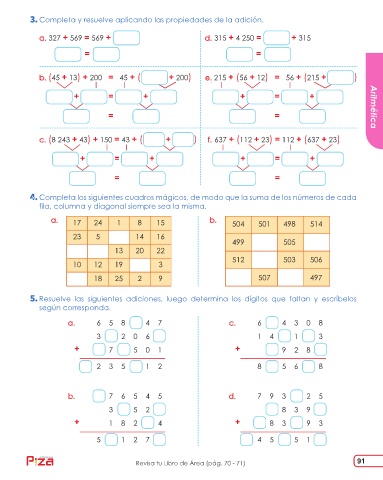 3. Completa y resuelve aplicando las propiedades de la adición.
a. 327 + 569 = 569 +
=
d. 315 + 4 250 = + 315
=
b. (45 + 13) + 200 = 45 + ( + 200)
+ = +
=
e. 215 + (56 + 12) = 56 + (215 + )
+ = +
=
c. (8 243 + 43) + 150 = 43 + ( + )
+ = +
=
f. 637 + (112 + 23) = 112 + (637 + 23)
+ = +
=
Aritmética
4. Completa los siguientes cuadros mágicos, de modo que la suma de los números de cada
fila, columna y diagonal siempre sea la misma.
a.
17 24 1 8 15
23 5 14 16
13 20 22
10 12 19 3
18 25 2 9
b.
504 501 498 514
499 505
512 503 506
507 497
5. Resuelve las siguientes adiciones, luego determina los dígitos que faltan y escríbelos
según corresponda.
a. 6 5 8 4 7
3 2 0 6
+ 7 5 0 1
2 3 5 1 2
c. 6 4 3 0 8
1 4 1 3
+ 9 2 8
8 5 6 8
b. 7 6 5 4 5
3 5 2
+ 1 8 2 4
5 1 2 7
d. 7 9 3 2 5
8 3 9
+ 8 3 9 3
4 5 5 1
Pizza
Revisa tu Libro de Área (pág. 70 - 71)
91